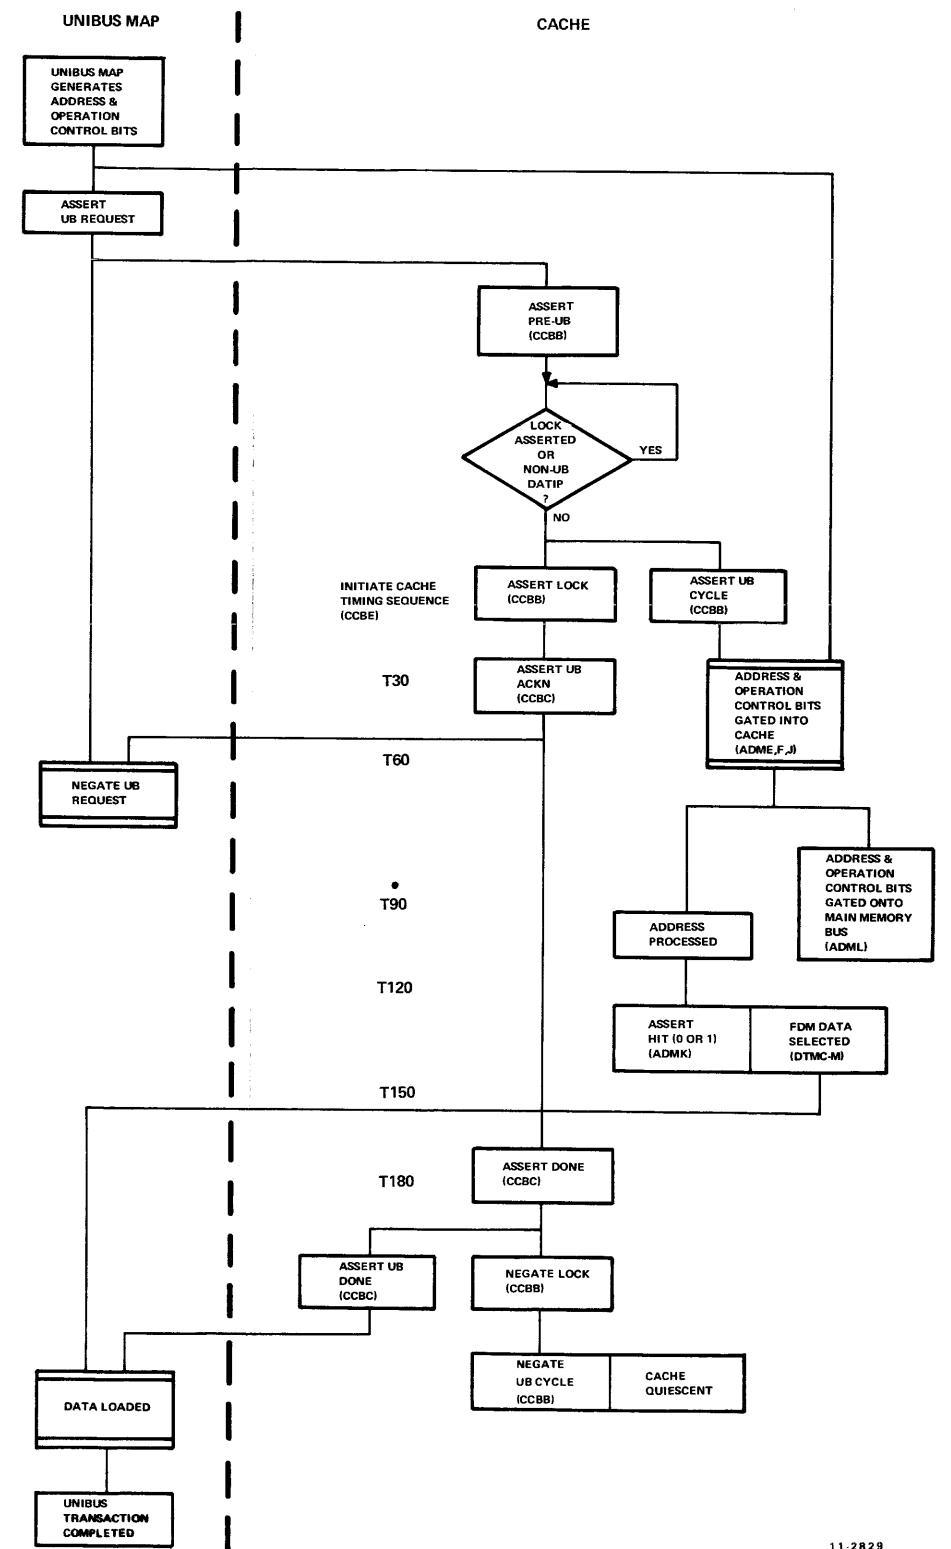 UNIBUS MAP
CACHE
UNIBUS MAP
GENERATES
ADDRESS &
OPERATION
CONTROL BITS
ASSERT
UB REQUEST
ASSERT
PRE-UB
(CCBB)
LOCK
ASSERTED
OR
NON-UB
DATIP
?
YES
NO
INITIATE CACHE
TIMING SEQUENCE
(CCBE)
ASSERT LOCK
(CCBB)
ASSERT UB
CYCLE
(CCBB)
T30
ASSERT UB
ACKN
(CCBC)
ADDRESS &
OPERATION
CONTROL BITS
GATED INTO
CACHE
(ADME,F,J)
T60
NEGATE UB
REQUEST
T90
ADDRESS &
OPERATION
CONTROL BITS
GATED ONTO
MAIN MEMORY
BUS
(ADML)
ADDRESS
PROCESSED
T120
ASSERT
HIT (0 OR 1)
(ADMK)
FDM DATA
SELECTED
(DTMC-M)
T150
ASSERT DONE
(CCBC)
T180
ASSERT UB
DONE
(CCBC)
NEGATE LOCK
(CCBB)
NEGATE
UB CYCLE
(CCBB)
CACHE
QUIESCENT
DATA LOADED
UNIBUS
TRANSACTION
COMPLETED
11-2829